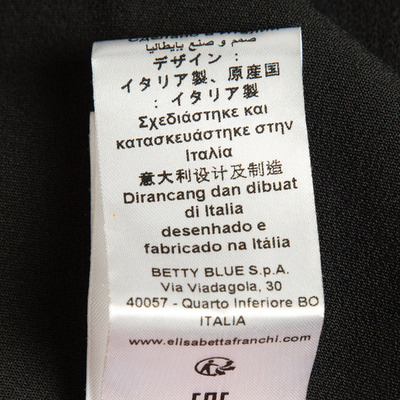 صمم و صنع بإيطاليا
デザイン：
イタリア製、原産国
：イタリア製
Σχεδιάστηκε και
κατασκευάστηκε στην
Ιταλία
意大利设计及制造
Dirancang dan dibuat
di Italia
desenhado e
fabricado na Itália
BETTY BLUE S.p.A.
Via Viadagola, 30
40057 - Quarto Inferiore BO
ITALIA
www.elisabettafranchi.com